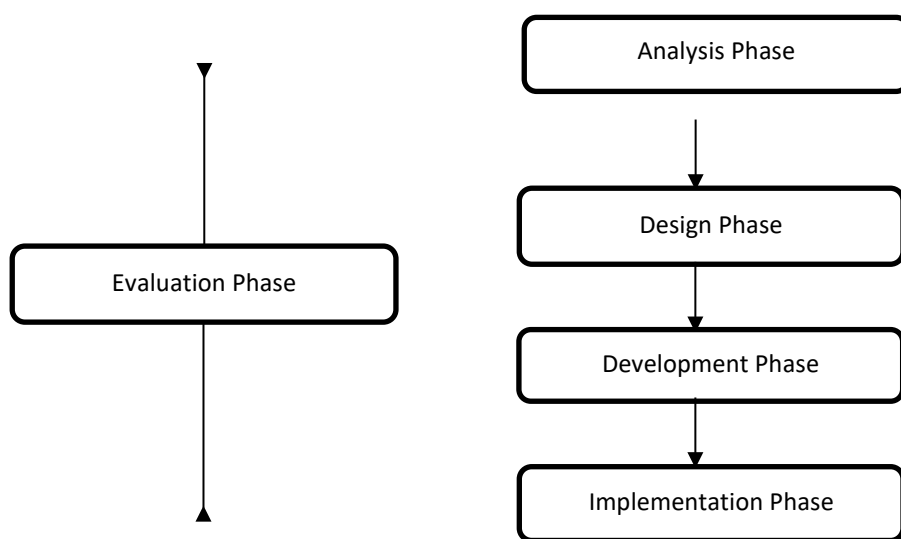 Analysis Phase
Design Phase
Evaluation Phase
Development Phase
Implementation Phase